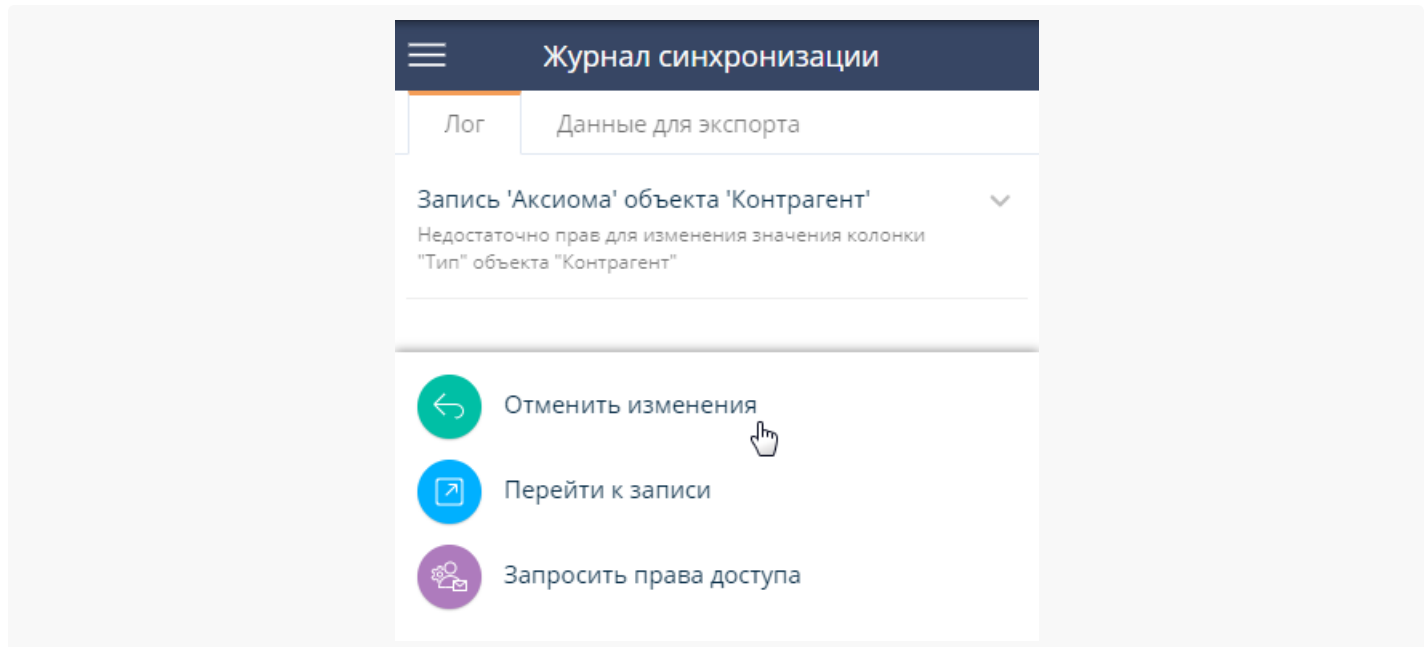 Журнал синхронизации
Лог
Данные для экспорта
Запись 'Аксиома' объекта 'Контрагент'
Недостаточно прав для изменения значения колонки
"Тип" объекта "Контрагент"
Отменить изменения
Перейти к записи
Запросить права доступа